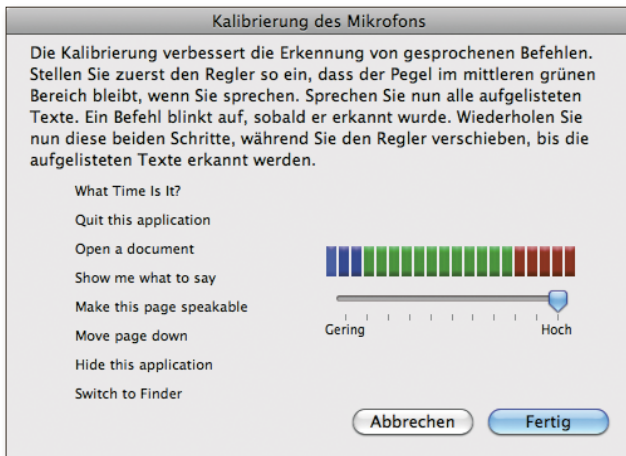 Kalibrierung des Mikrofons
Die Kalibrierung verbessert die Erkennung von gesprochenen Befehlen.
Stellen Sie zuerst den Regler so ein, dass der Pegel im mittleren grünen
Bereich bleibt, wenn Sie sprechen. Sprechen Sie nun alle aufgelisteten
Texte. Ein Befehl blinkt auf, sobald er erkannt wurde. Wiederholen Sie
nun diese beiden Schritte, während Sie den Regler verschieben, bis die
aufgelisteten Texte erkannt werden.
What Time Is It?
Quit this application
Open a document
Show me what to say
Make this page speakable
Move page down
Hide this application
Switch to Finder
Gering Hoch
Abbrechen Fertig